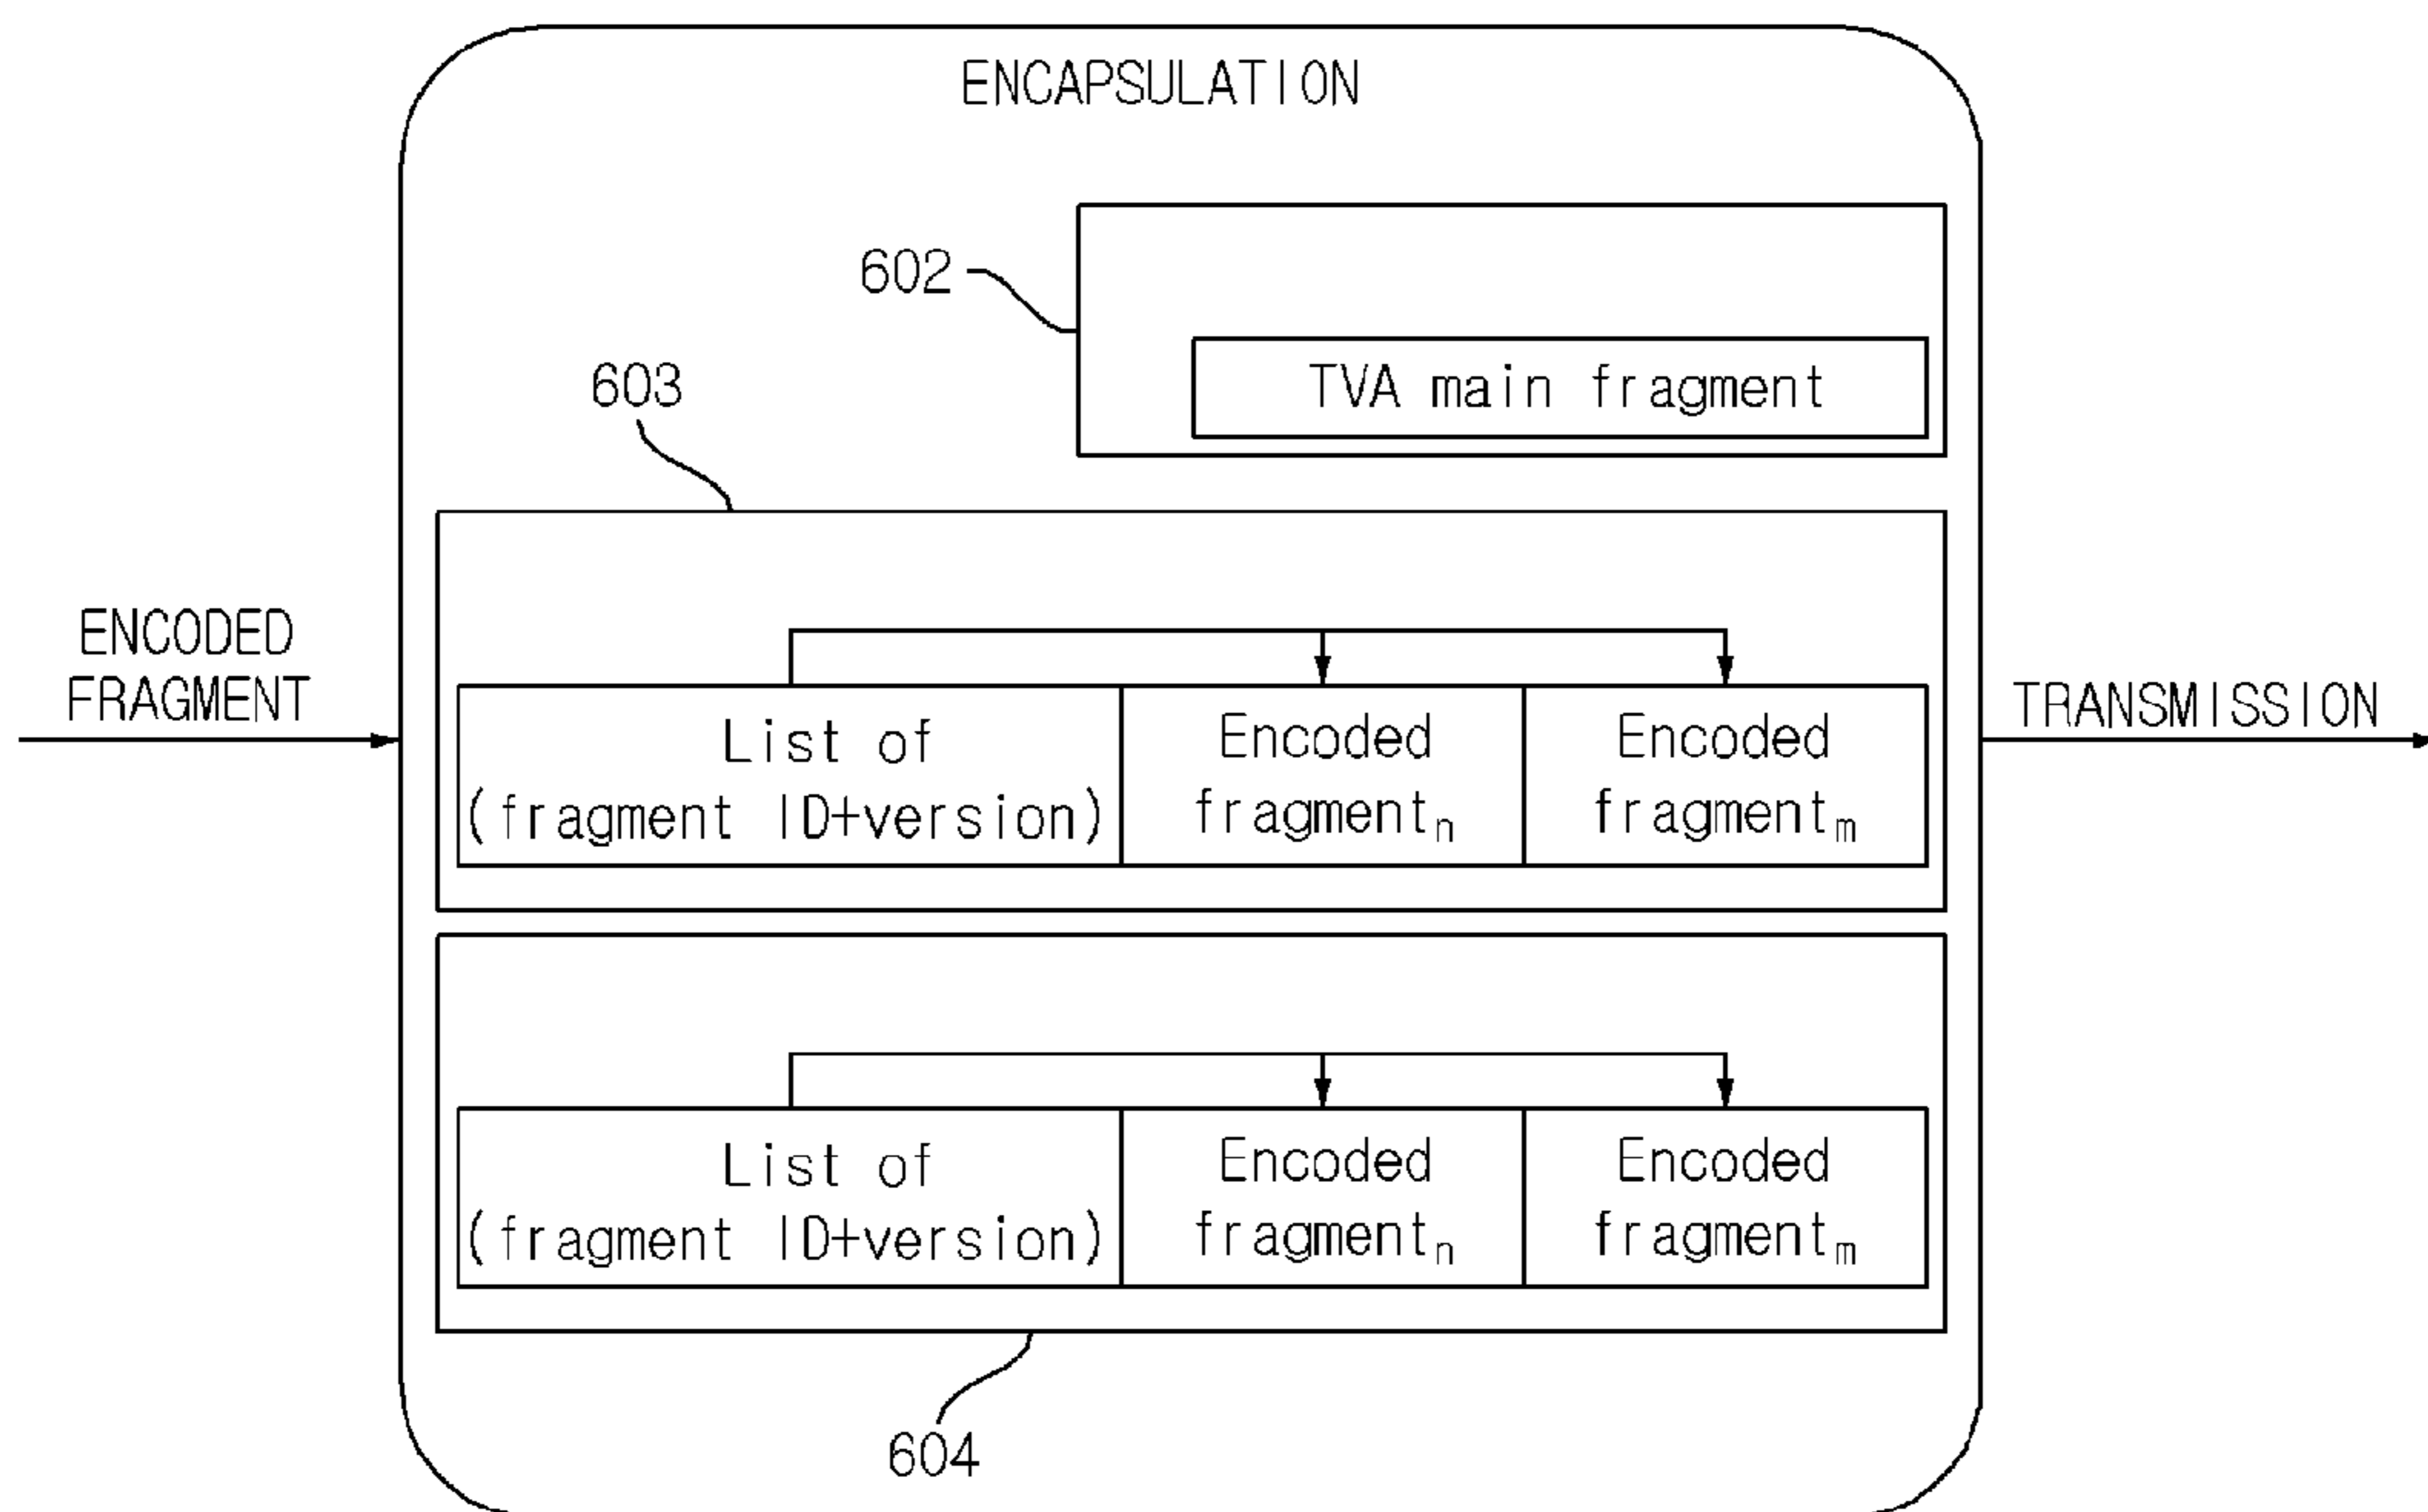 ENCAPSULATION
602
TVA main fragment
603
ENCODED
FRAGMENT
List of
(fragment ID+version)
Encoded
fragmentₙ
Encoded
fragmentₘ
TRANSMISSION
List of
(fragment ID+version)
Encoded
fragmentₙ
Encoded
fragmentₘ
604